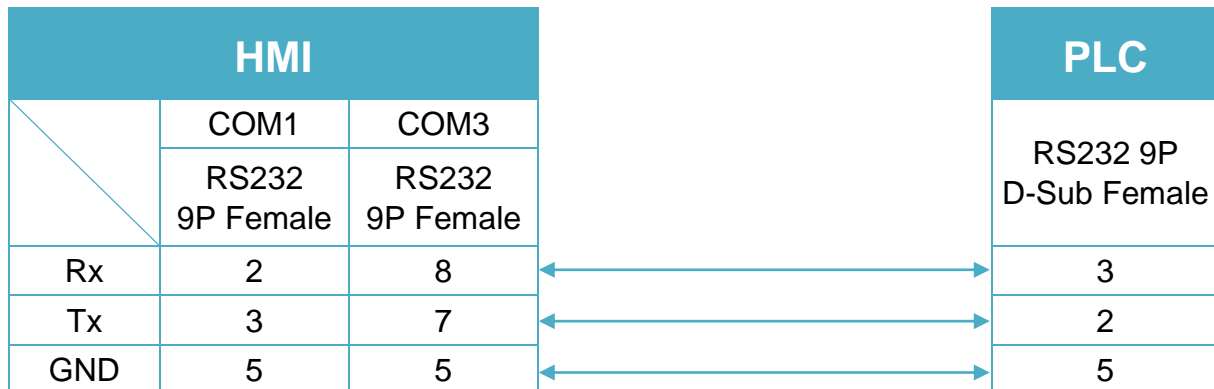 HMI
PLC
COM1 COM3
RS232 9P
D-Sub Female
RS232
9P Female
RS232
9P Female
Rx 2 8 3
Tx 3 7 2
GND 5 5 5